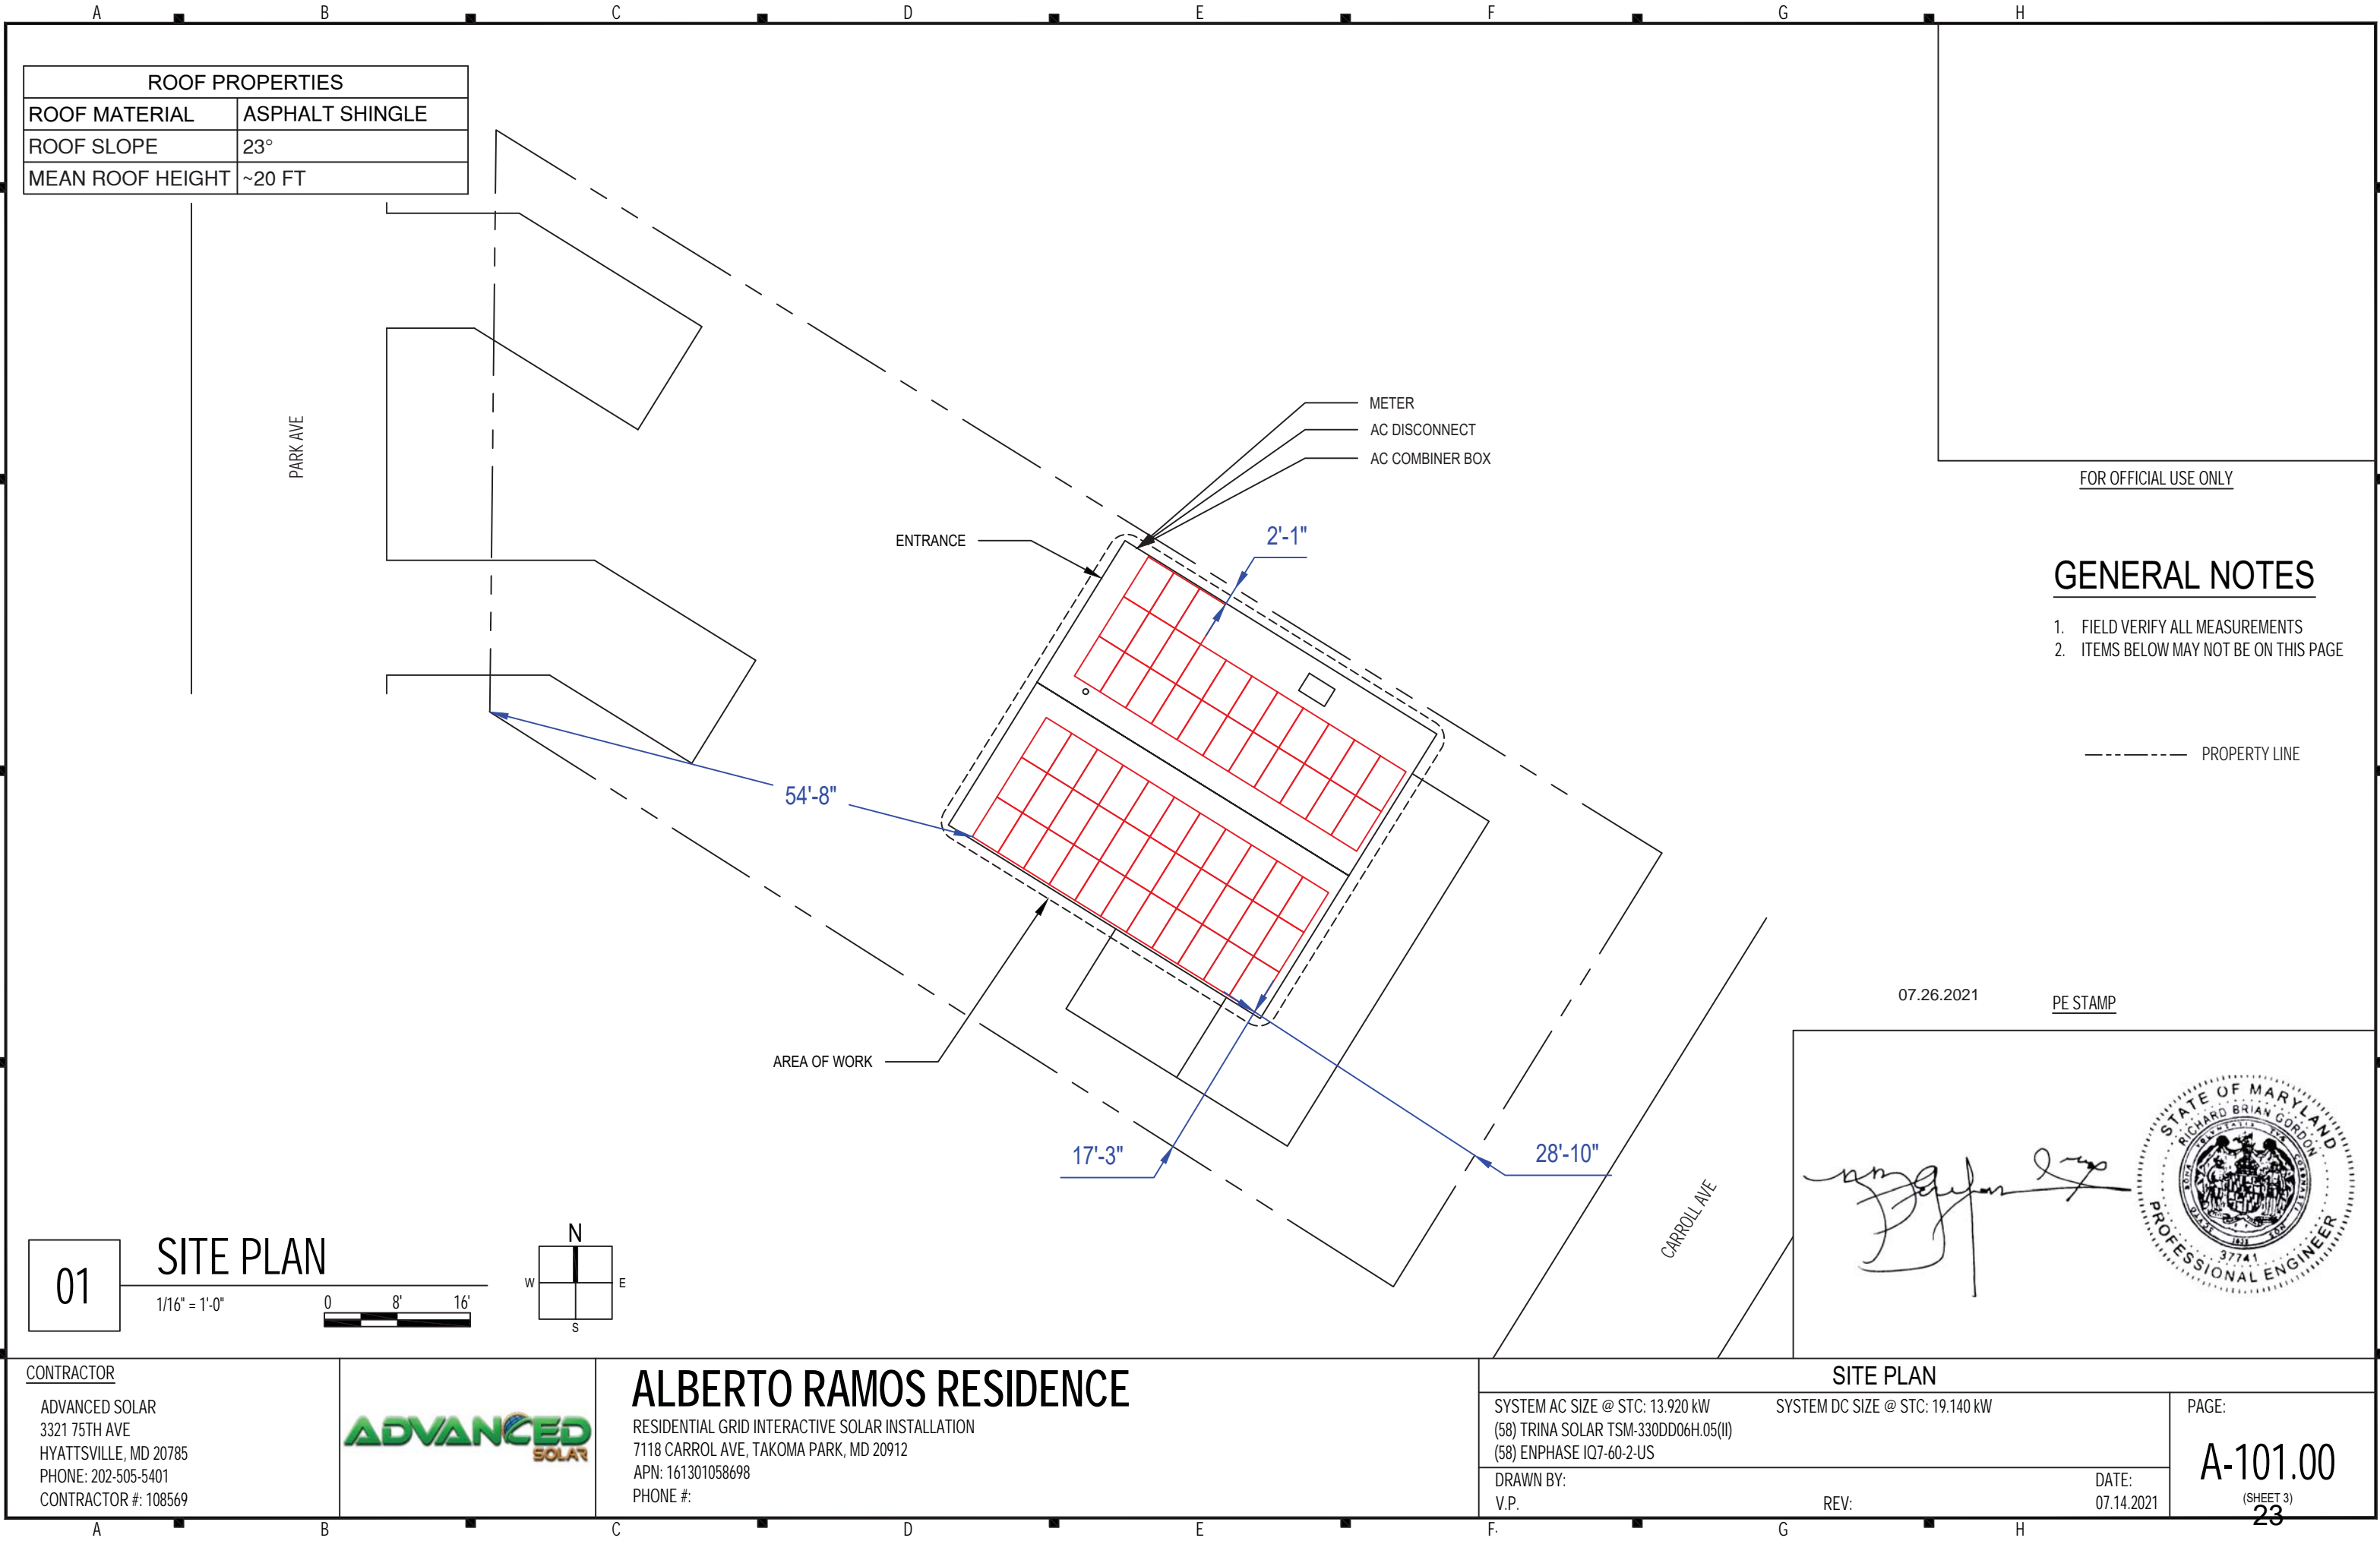 A B C D E F G H
ROOF PROPERTIES
ROOF MATERIAL ASPHALT SHINGLE
ROOF SLOPE 23°
MEAN ROOF HEIGHT ~20 FT
PARK AVE
METER
AC DISCONNECT
AC COMBINER BOX
ENTRANCE
2'-1"
54'-8"
AREA OF WORK
17'-3"
28'-10"
CARROLL AVE
FOR OFFICIAL USE ONLY
GENERAL NOTES
1. FIELD VERIFY ALL MEASUREMENTS
2. ITEMS BELOW MAY NOT BE ON THIS PAGE
PROPERTY LINE
07.26.2021
PE STAMP
STATE OF MARYLAND
RICHARD BRIAN GORDON
37741
PROFESSIONAL ENGINEER
01
SITE PLAN
1/16" = 1'-0"
0 8' 16'
N
W E
S
CONTRACTOR
ADVANCED SOLAR
3321 75TH AVE
HYATTSVILLE, MD 20785
PHONE: 202-505-5401
CONTRACTOR #: 108569
ADVANCED
SOLAR
ALBERTO RAMOS RESIDENCE
RESIDENTIAL GRID INTERACTIVE SOLAR INSTALLATION
7118 CARROL AVE, TAKOMA PARK, MD 20912
APN: 161301058698
PHONE #:
SITE PLAN
SYSTEM AC SIZE @ STC: 13.920 kW SYSTEM DC SIZE @ STC: 19.140 kW
(58) TRINA SOLAR TSM-330DD06H.05(II)
(58) ENPHASE IQ7-60-2-US
DRAWN BY:
V.P.
REV:
DATE:
07.14.2021
PAGE:
A-101.00
(SHEET 3)
23
A B C D E F. G H